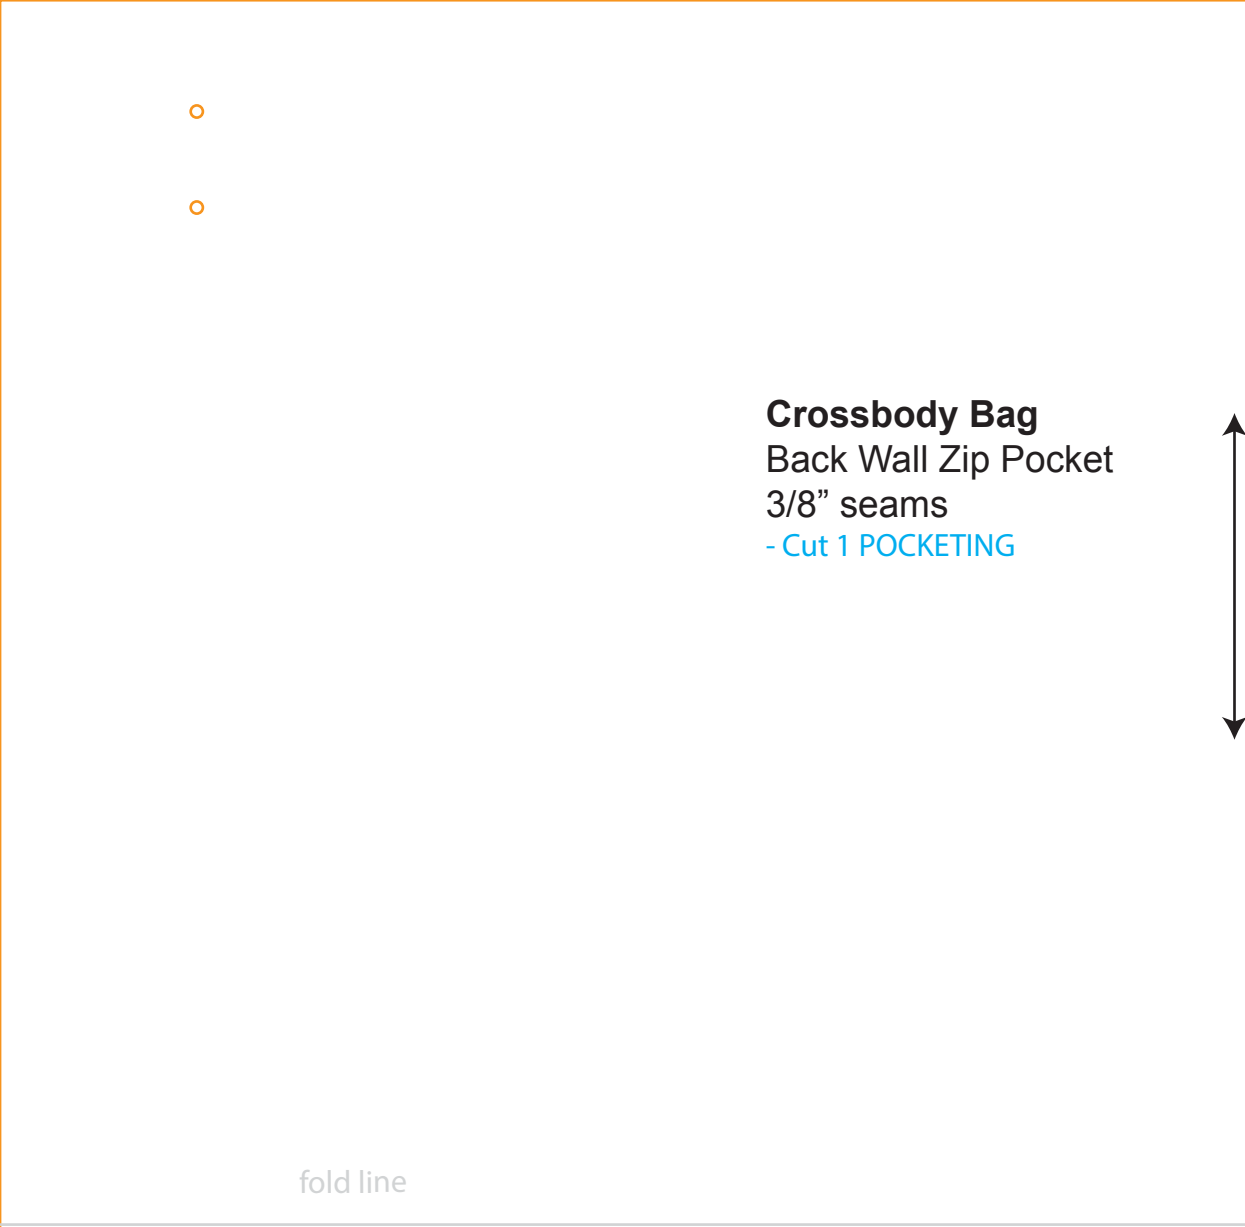 Crossbody Bag
Back Wall Zip Pocket
3/8” seams
- Cut 1 POCKETING
fold line